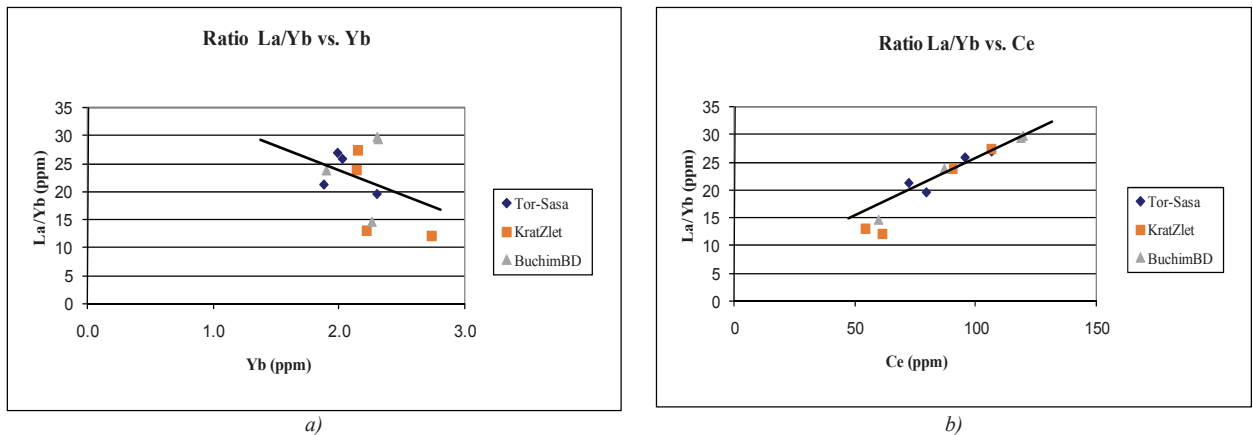 Ratio La/Yb vs. Yb
La/Yb (ppm)
35
30
25
20
15
10
5
0
0.0 1.0 2.0 3.0
Yb (ppm)
Tor-Sasa
KratZlet
BuchimBD
a)
Ratio La/Yb vs. Ce
La/Yb (ppm)
35
30
25
20
15
10
5
0
0 50 100 150
Ce (ppm)
Tor-Sasa
KratZlet
BuchimBD
b)